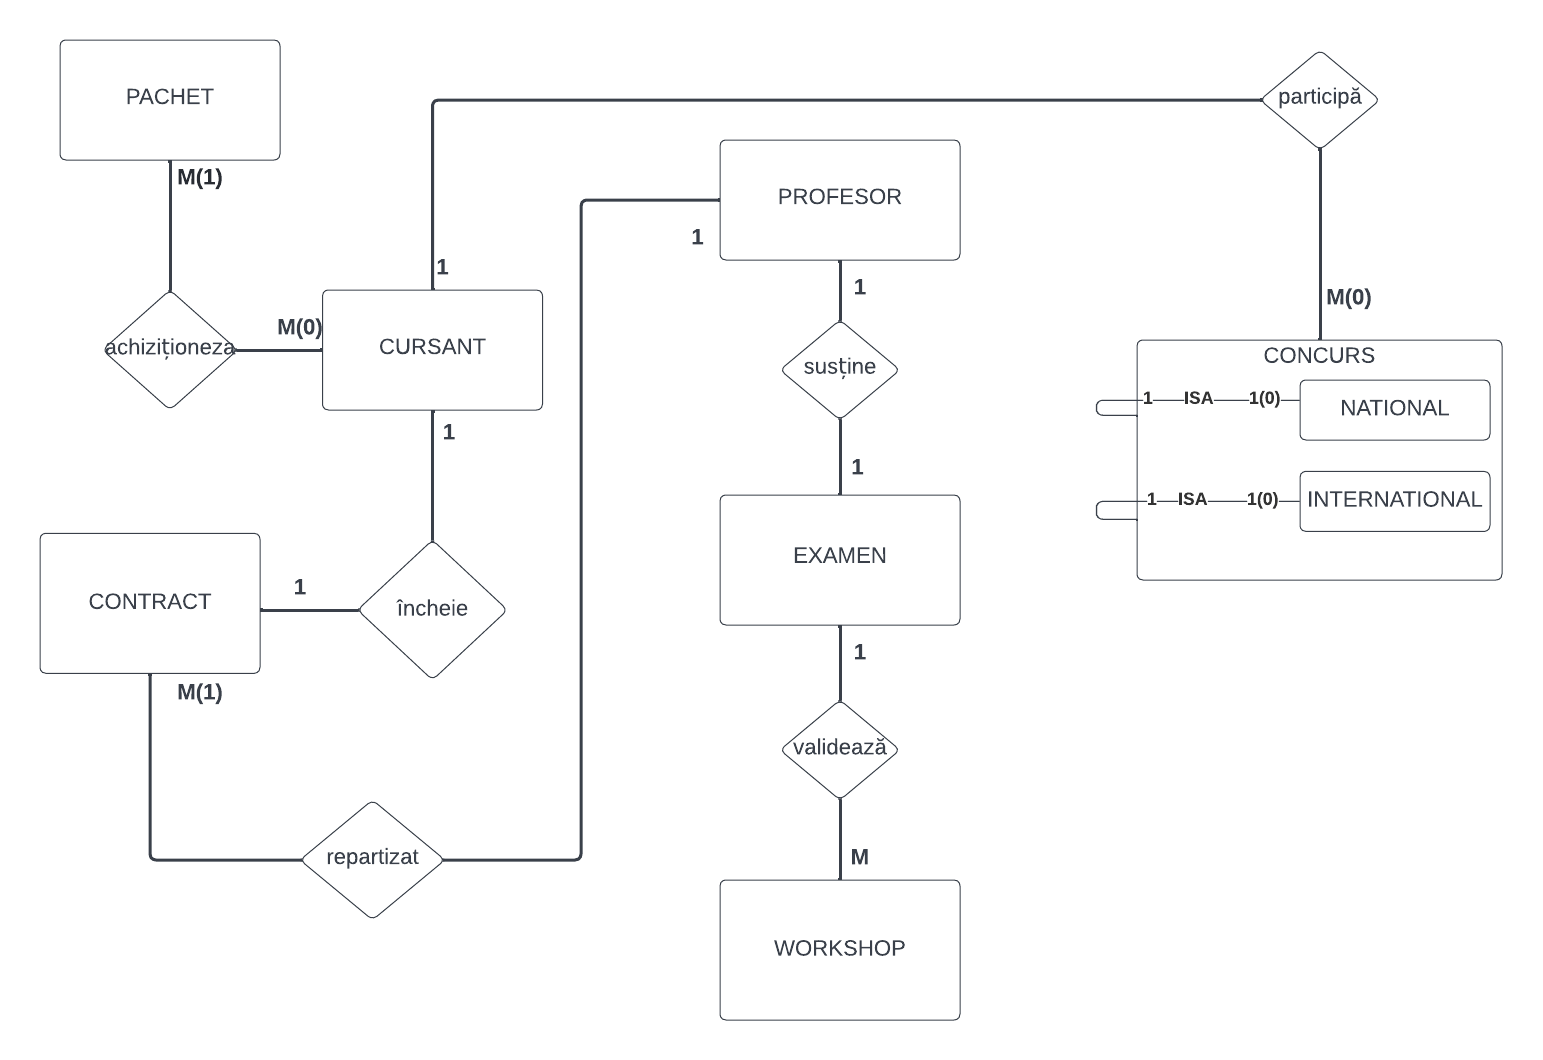 PACHET
participă
M(1)
PROFESOR
1
1
1
M(0)
M(0)
achiziționeza
CURSANT
susține
CONCURS
1 ISA 1(0) NATIONAL
1
1
1 ISA 1(0) INTERNATIONAL
EXAMEN
CONTRACT
1
încheie
1
M(1)
validează
repartizat
M
WORKSHOP